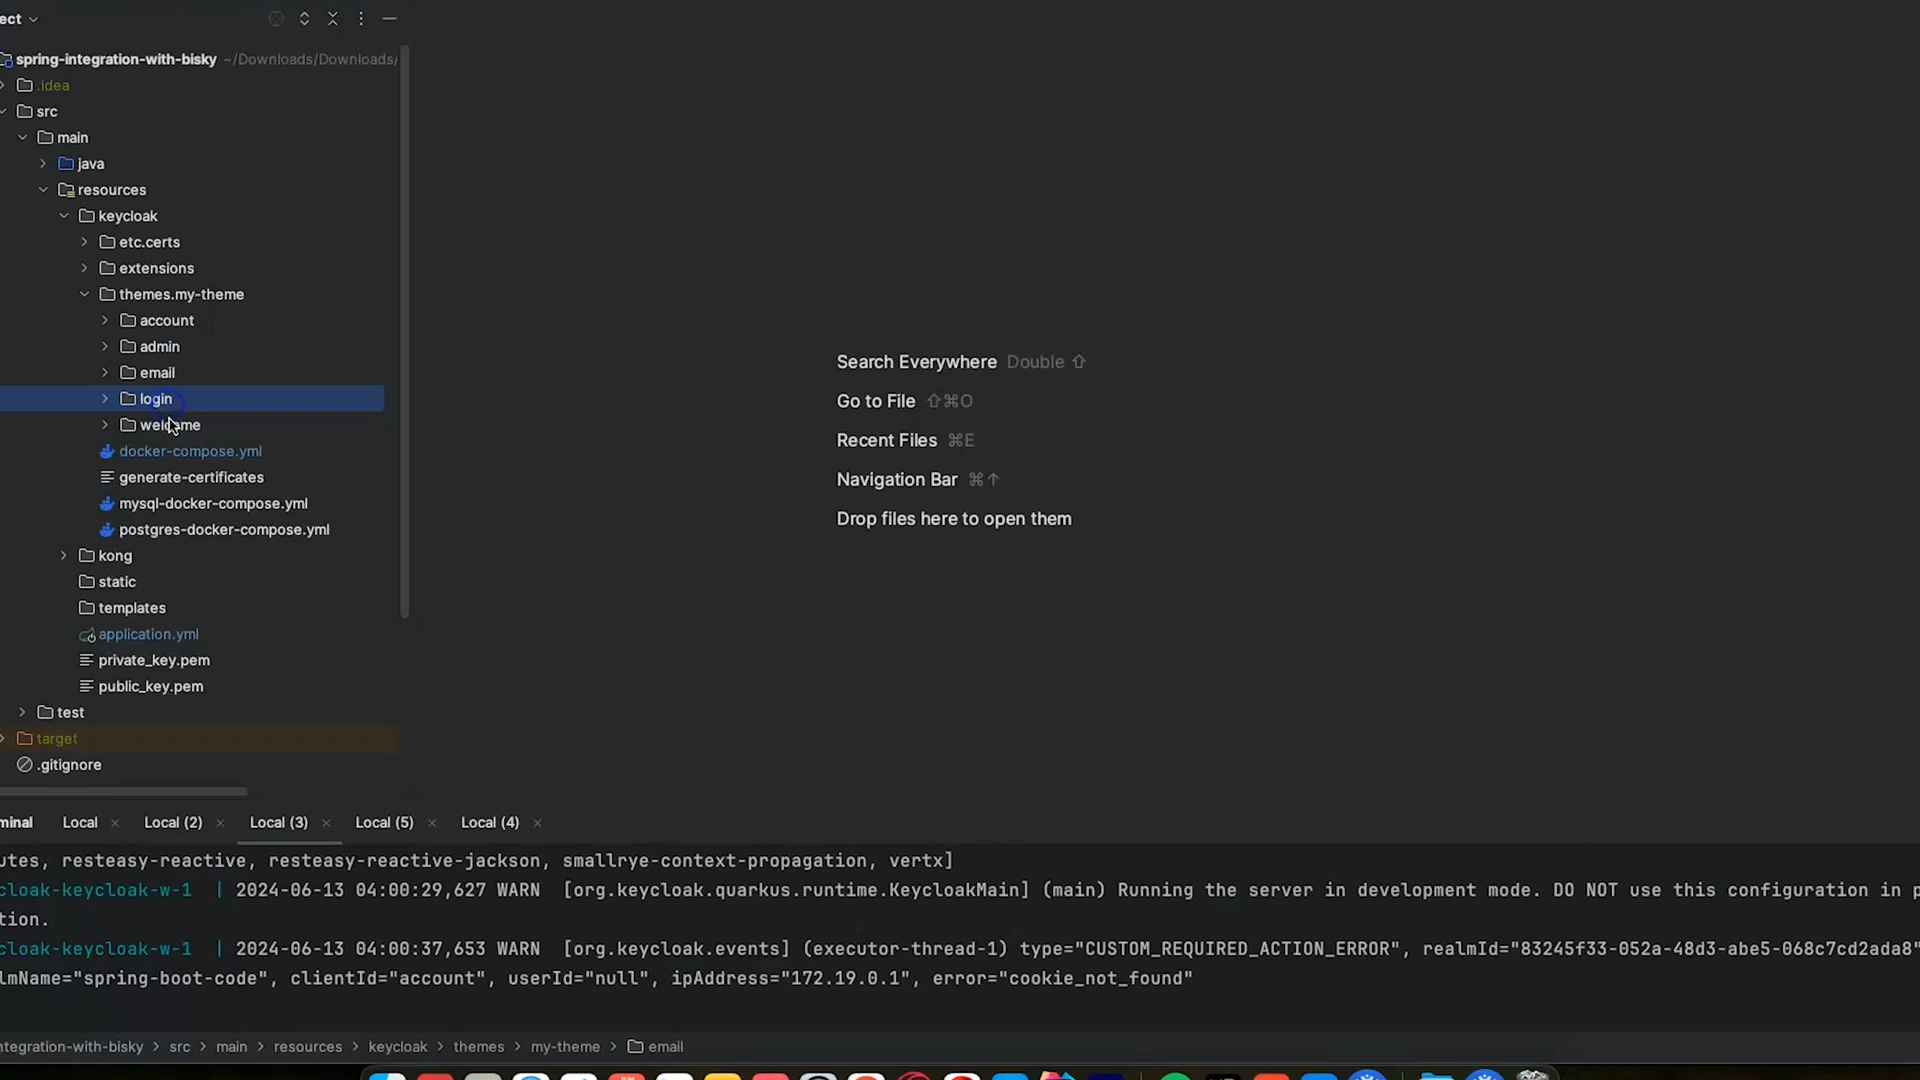 ect
spring-integration-with-bisky ~/Downloads/Downloads/
.idea
src
main
java
resources
keycloak
etc.certs
extensions
themes.my-theme
account
admin
email
login
welcome
docker-compose.yml
generate-certificates
mysql-docker-compose.yml
postgres-docker-compose.yml
kong
static
templates
application.yml
private_key.pem
public_key.pem
test
target
.gitignore
Search Everywhere Double ⇧
Go to File ⇧⌘O
Recent Files ⌘E
Navigation Bar ⌘↑
Drop files here to open them
minal Local × Local (2) × Local (3) × Local (5) × Local (4) ×
utes, resteasy-reactive, resteasy-reactive-jackson, smallrye-context-propagation, vertx]
cloak-keycloak-w-1 | 2024-06-13 04:00:29,627 WARN [org.keycloak.quarkus.runtime.KeycloakMain] (main) Running the server in development mode. DO NOT use this configuration in p
tion.
cloak-keycloak-w-1 | 2024-06-13 04:00:37,653 WARN [org.keycloak.events] (executor-thread-1) type="CUSTOM_REQUIRED_ACTION_ERROR", realmId="83245f33-052a-48d3-abe5-068c7cd2ada8"
lmName="spring-boot-code", clientId="account", userId="null", ipAddress="172.19.0.1", error="cookie_not_found"
ntegration-with-bisky > src > main > resources > keycloak > themes > my-theme > email